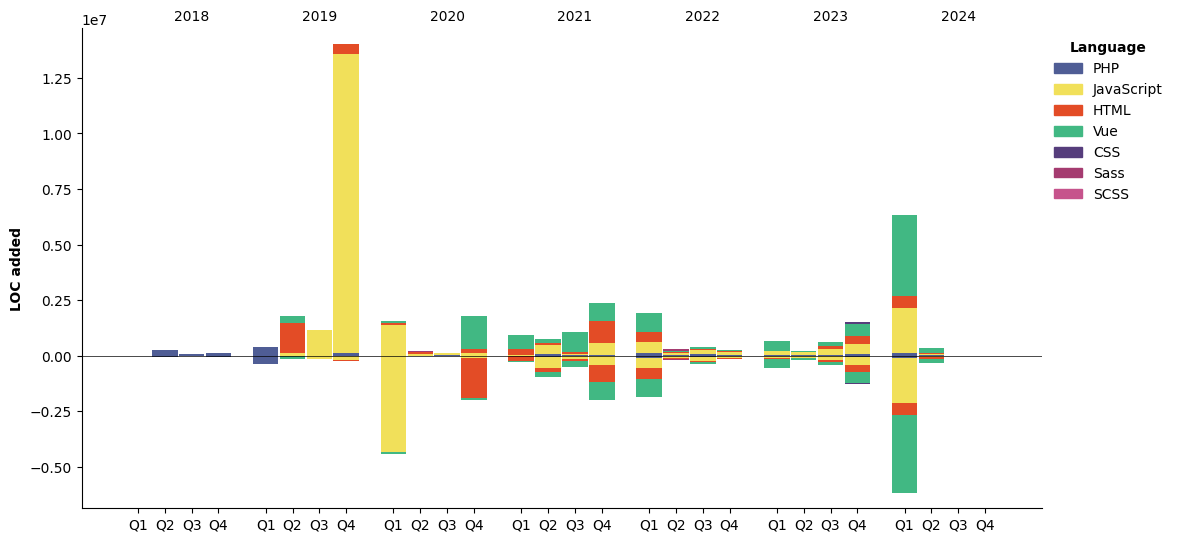 2018 2019 2020 2021 2022 2023 2024
1e7
LOC added
1.25
1.00
0.75
0.50
0.25
0.00
−0.25
−0.50
Q1 Q2 Q3 Q4 Q1 Q2 Q3 Q4 Q1 Q2 Q3 Q4 Q1 Q2 Q3 Q4 Q1 Q2 Q3 Q4 Q1 Q2 Q3 Q4 Q1 Q2 Q3 Q4
Language
PHP
JavaScript
HTML
Vue
CSS
Sass
SCSS